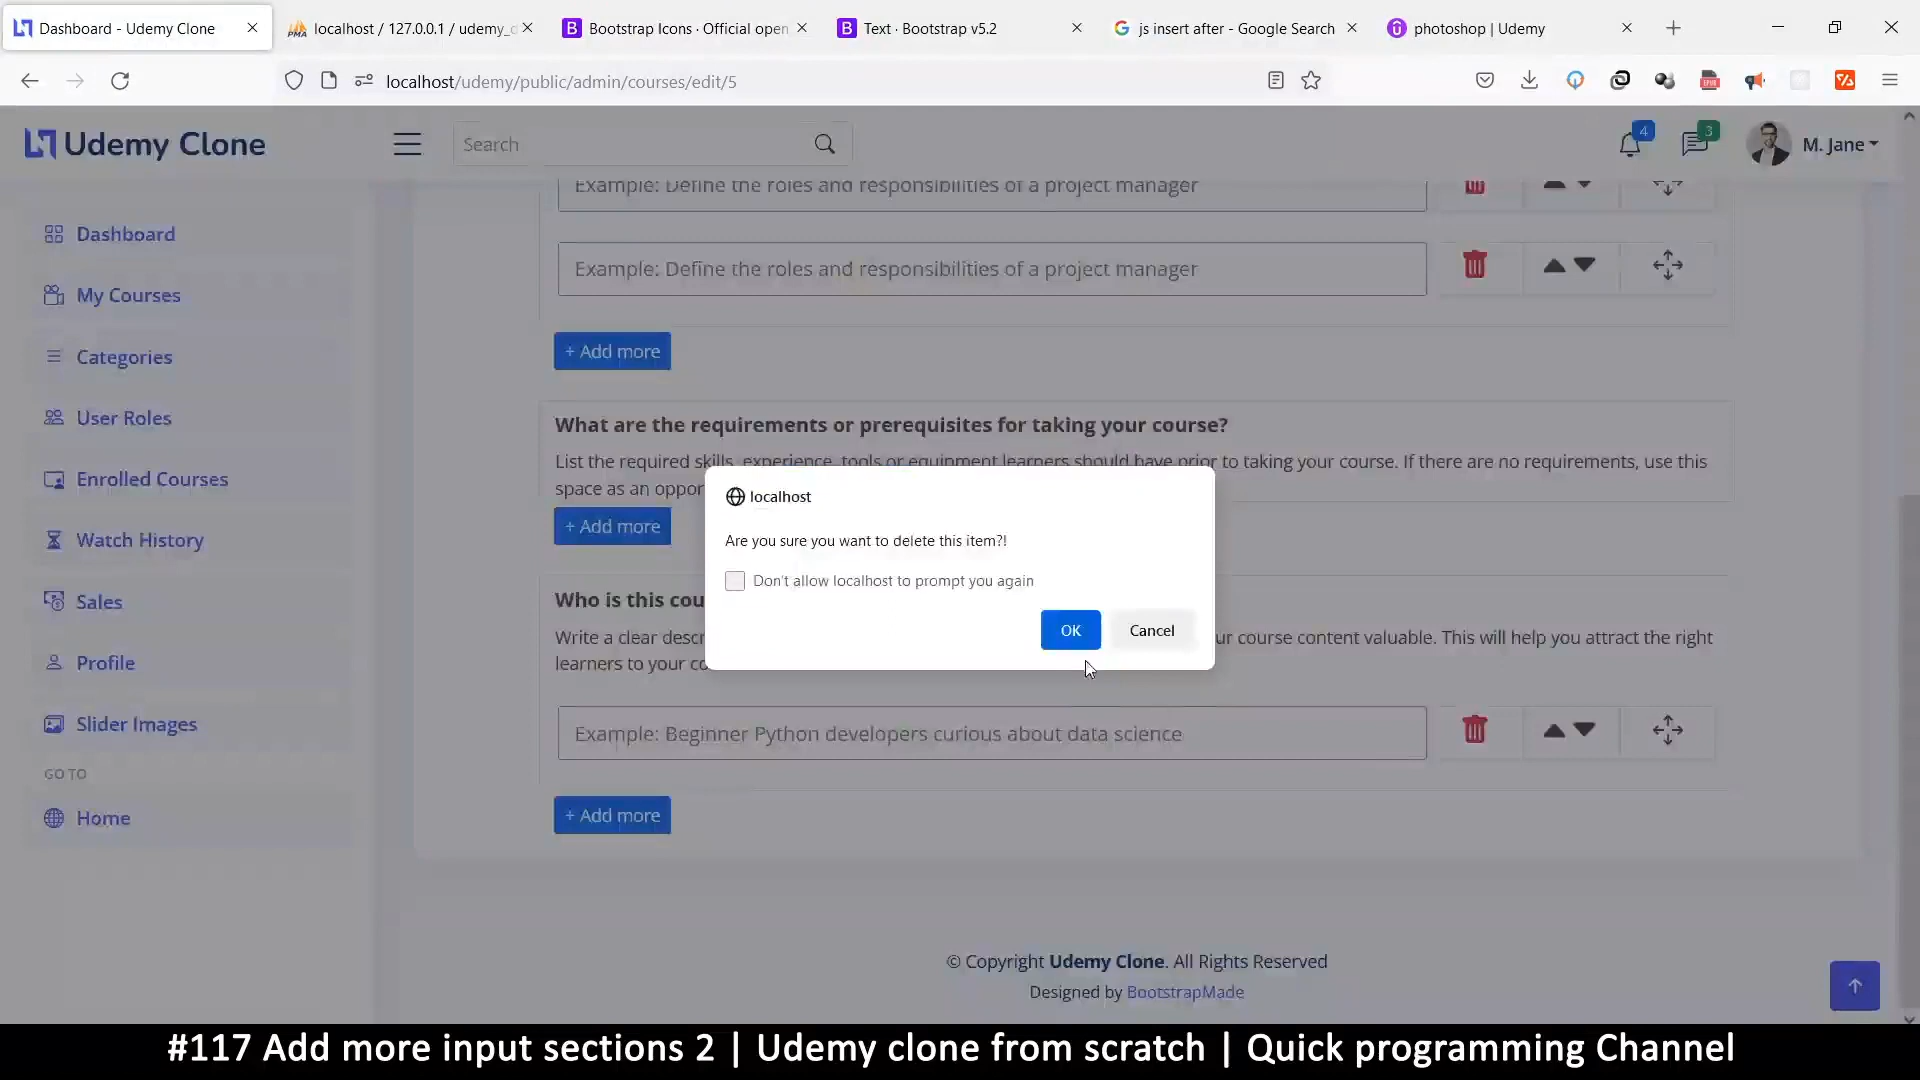 Dashboard - Udemy Clone
localhost / 127.0.0.1 / udemy_c
Bootstrap Icons · Official open
Text · Bootstrap v5.2
js insert after - Google Search
photoshop | Udemy
localhost/udemy/public/admin/courses/edit/5
Udemy Clone
Search
4
3
M. Jane
Dashboard
My Courses
Categories
User Roles
Enrolled Courses
Watch History
Sales
Profile
Slider Images
GO TO
Home
Example: Define the roles and responsibilities of a project manager
Example: Define the roles and responsibilities of a project manager
+ Add more
What are the requirements or prerequisites for taking your course?
List the required skills, experience, tools or equipment learners should have prior to taking your course. If there are no requirements, use this
space as an oppor
+ Add more
localhost
Are you sure you want to delete this item?!
Don't allow localhost to prompt you again
OK
Cancel
Who is this cou
Write a clear descr ur course content valuable. This will help you attract the right
learners to your co
Example: Beginner Python developers curious about data science
+ Add more
© Copyright Udemy Clone. All Rights Reserved
Designed by BootstrapMade
#117 Add more input sections 2 | Udemy clone from scratch | Quick programming Channel